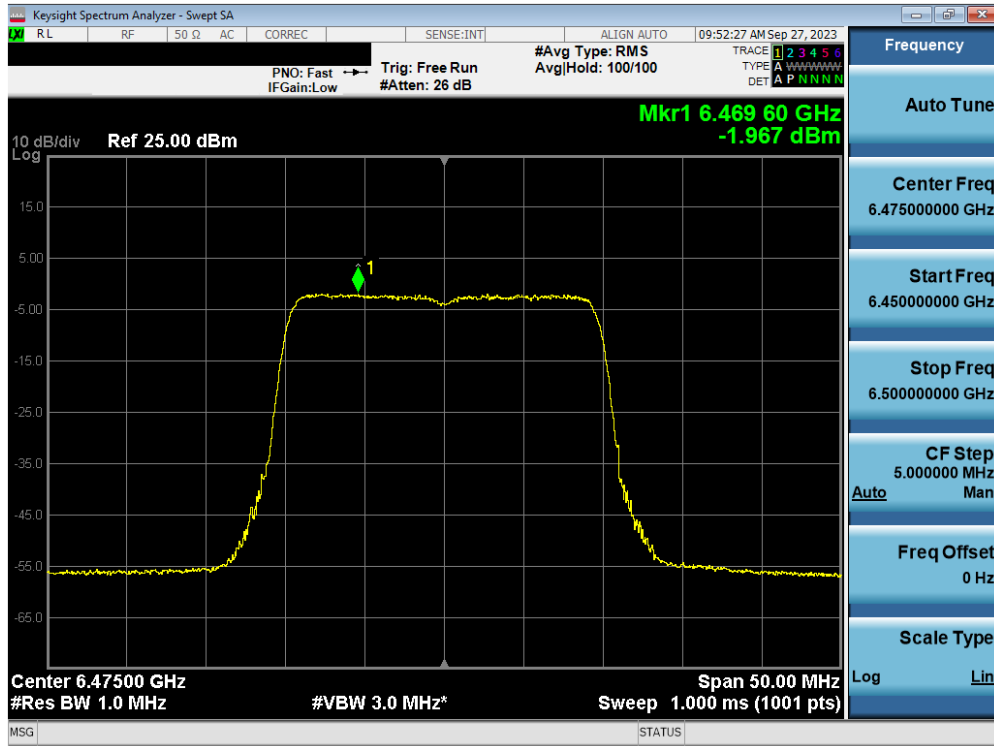 Keysight Spectrum Analyzer - Swept SA
LXI RL RF 50 Ω AC CORREC SENSE:INT ALIGN AUTO 09:52:27 AM Sep 27, 2023
PNO: Fast
IFGain:Low
Trig: Free Run
#Atten: 26 dB
#Avg Type: RMS
Avg|Hold: 100/100
TRACE 1 2 3 4 5 6
TYPE A WWWWW
DET A P N N N N
Mkr1 6.469 60 GHz
-1.967 dBm
10 dB/div Ref 25.00 dBm
Log
15.0
5.00
-5.00
-15.0
-25.0
-35.0
-45.0
-55.0
-65.0
1
Center 6.47500 GHz Span 50.00 MHz
#Res BW 1.0 MHz #VBW 3.0 MHz* Sweep 1.000 ms (1001 pts)
MSG STATUS
Frequency
Auto Tune
Center Freq
6.475000000 GHz
Start Freq
6.450000000 GHz
Stop Freq
6.500000000 GHz
CF Step
5.000000 MHz
Auto Man
Freq Offset
0 Hz
Scale Type
Log Lin